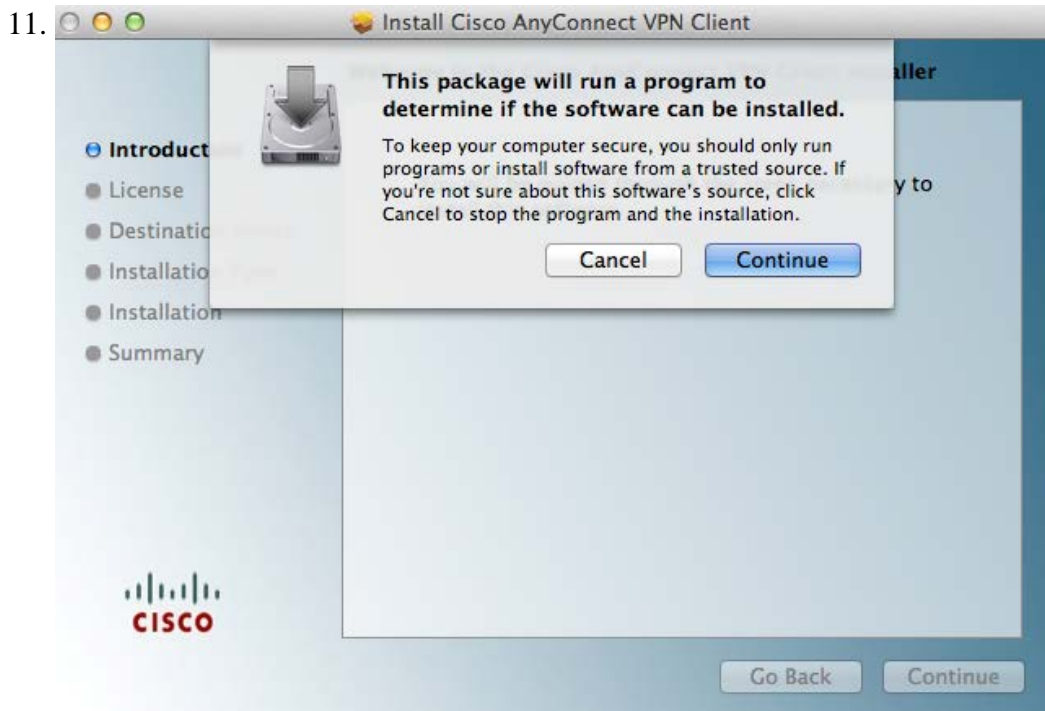 11.
Install Cisco AnyConnect VPN Client
aller
This package will run a program to
determine if the software can be installed.
To keep your computer secure, you should only run
programs or install software from a trusted source. If
you're not sure about this software's source, click
Cancel to stop the program and the installation.
y to
Cancel
Continue
Introduct
License
Destinatio
Installatio
Installation
Summary
CISCO
Go Back
Continue